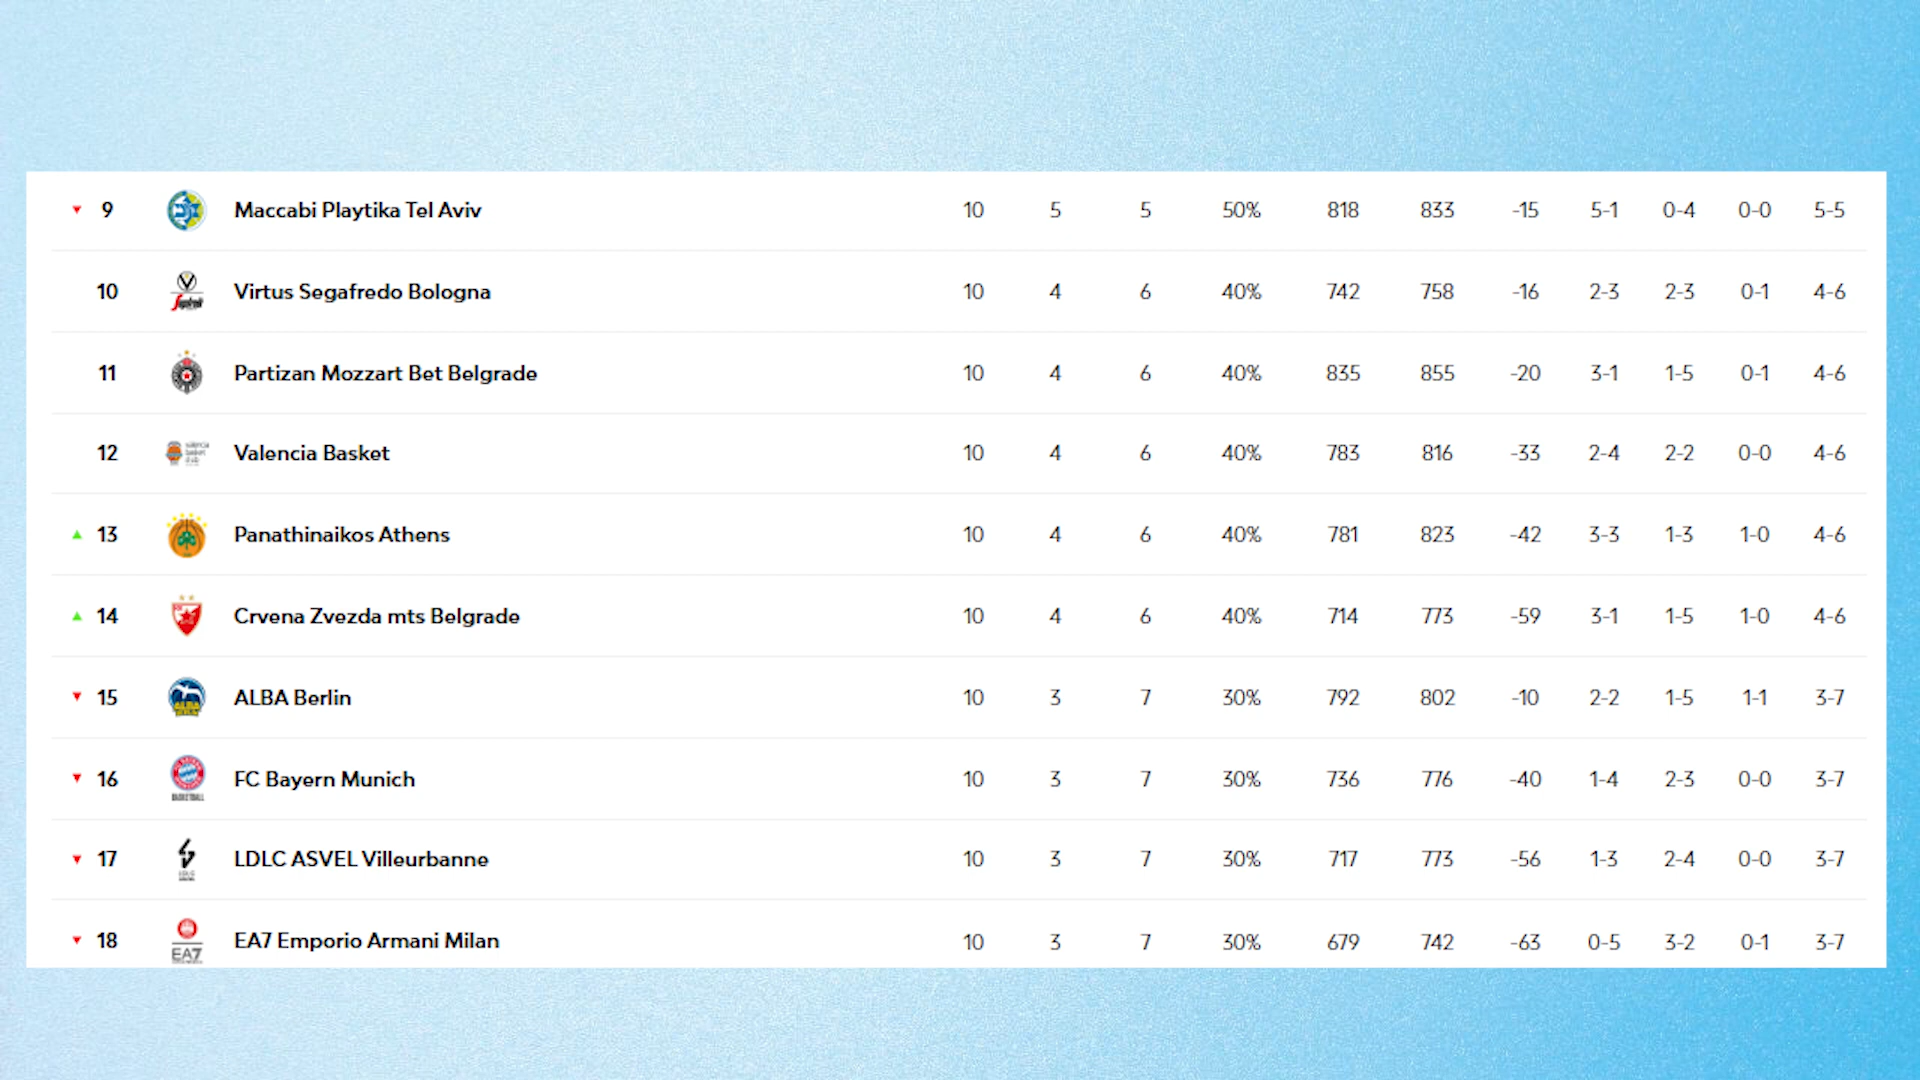 9 Maccabi Playtika Tel Aviv 10 5 5 50% 818 833 -15 5-1 0-4 0-0 5-5
10 Virtus Segafredo Bologna 10 4 6 40% 742 758 -16 2-3 2-3 0-1 4-6
11 Partizan Mozzart Bet Belgrade 10 4 6 40% 835 855 -20 3-1 1-5 0-1 4-6
12 Valencia Basket 10 4 6 40% 783 816 -33 2-4 2-2 0-0 4-6
13 Panathinaikos Athens 10 4 6 40% 781 823 -42 3-3 1-3 1-0 4-6
14 Crvena Zvezda mts Belgrade 10 4 6 40% 714 773 -59 3-1 1-5 1-0 4-6
15 ALBA Berlin 10 3 7 30% 792 802 -10 2-2 1-5 1-1 3-7
16 FC Bayern Munich 10 3 7 30% 736 776 -40 1-4 2-3 0-0 3-7
17 LDLC ASVEL Villeurbanne 10 3 7 30% 717 773 -56 1-3 2-4 0-0 3-7
18 EA7 EA7 Emporio Armani Milan 10 3 7 30% 679 742 -63 0-5 3-2 0-1 3-7